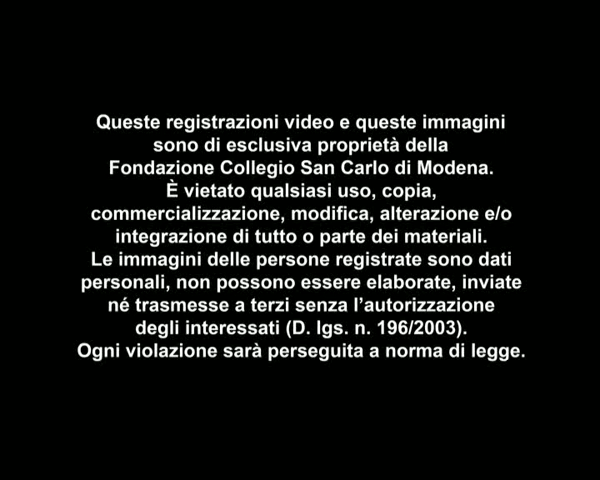 Queste registrazioni video e queste immagini
sono di esclusiva proprietà della
Fondazione Collegio San Carlo di Modena.
È vietato qualsiasi uso, copia,
commercializzazione, modifica, alterazione e/o
integrazione di tutto o parte dei materiali.
Le immagini delle persone registrate sono dati
personali, non possono essere elaborate, inviate
né trasmesse a terzi senza l'autorizzazione
degli interessati (D. lgs. n. 196/2003).
Ogni violazione sarà perseguita a norma di legge.